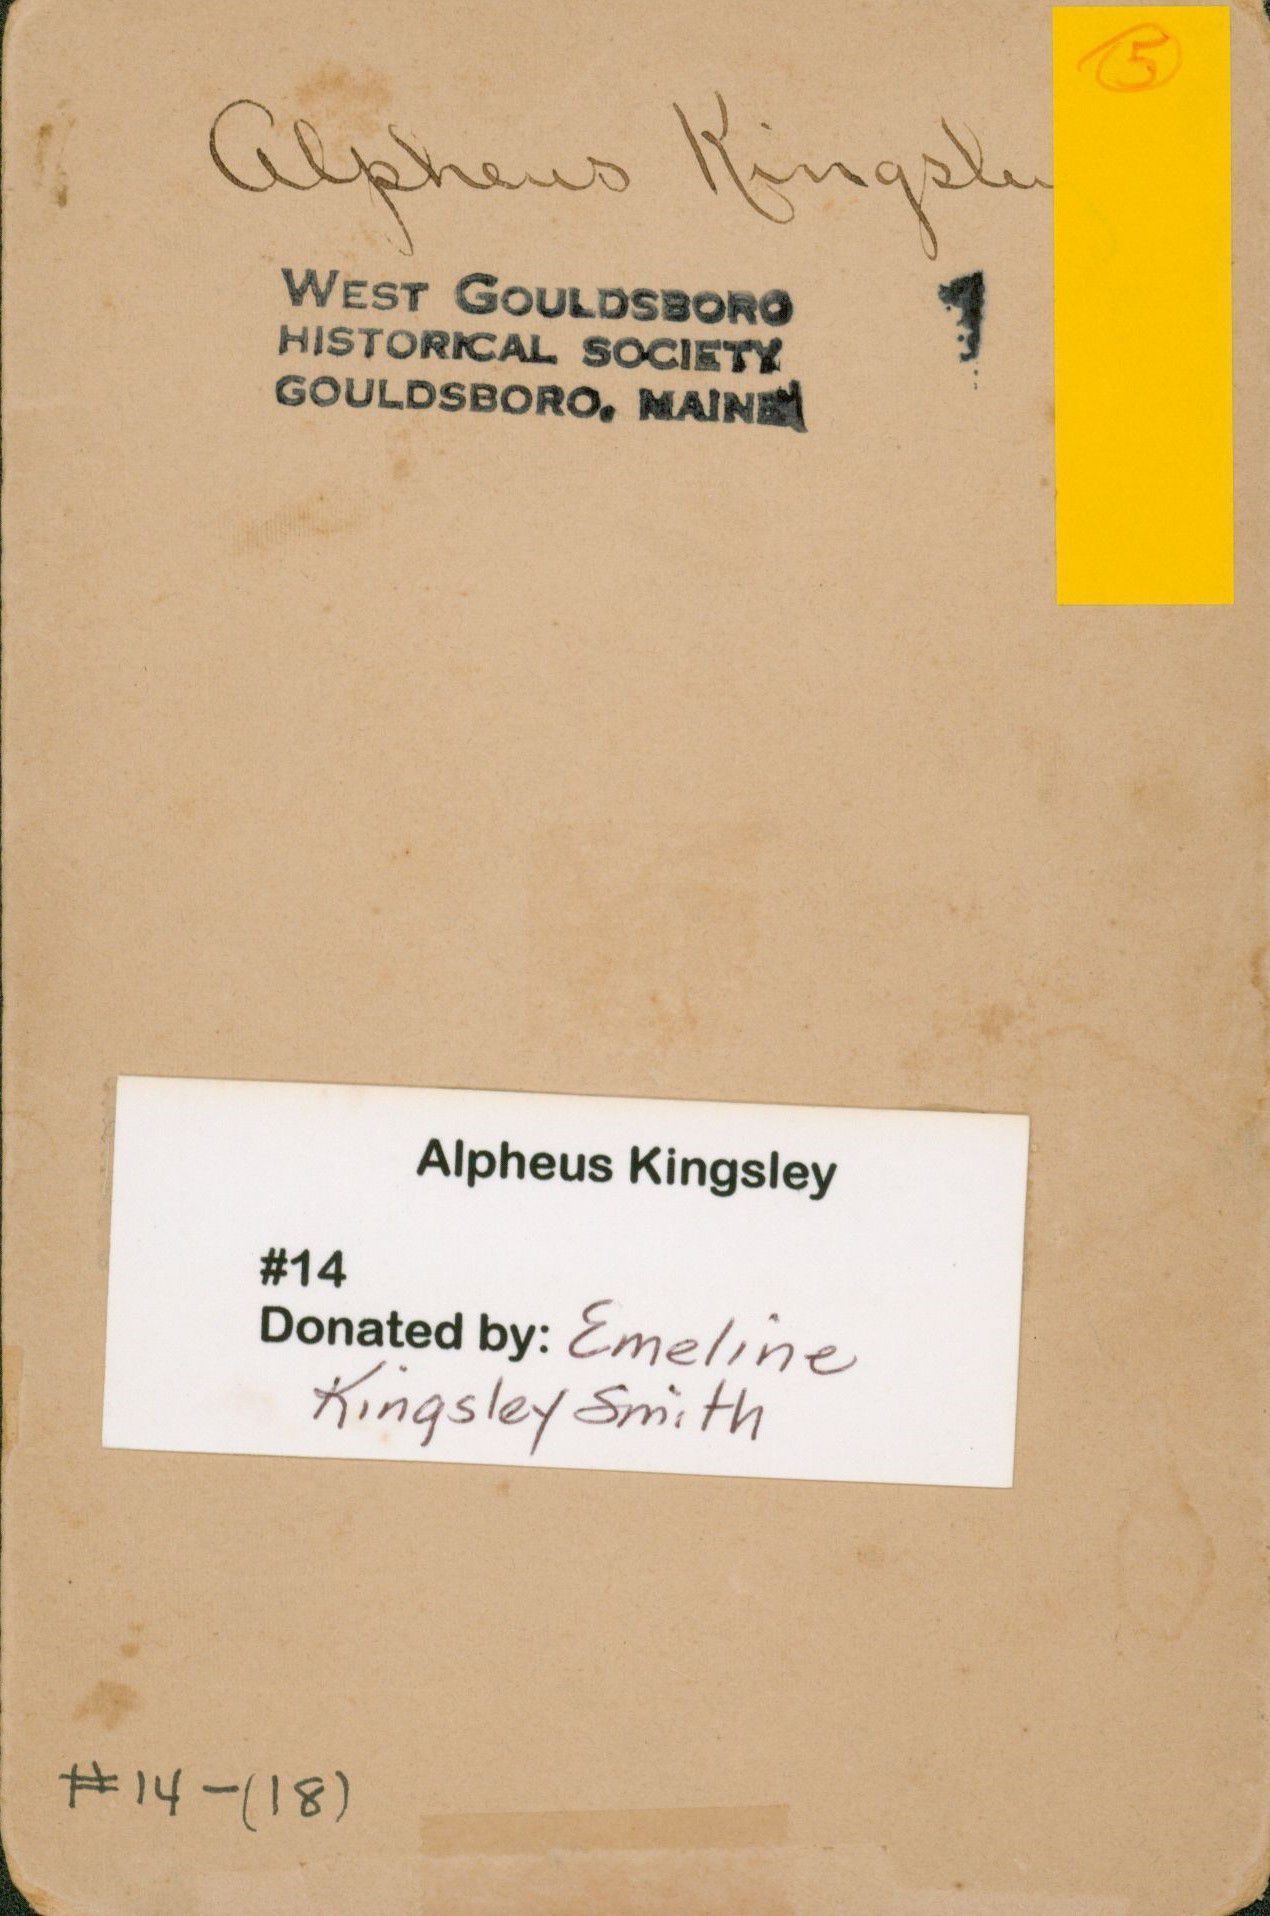 5
Alpheus Kingsle
WEST GOULDSBORO
HISTORICAL SOCIETY
GOULDSBORO, MAINE
Alpheus Kingsley
#14
Donated by: Emeline
Kingsley Smith
#14-(18)